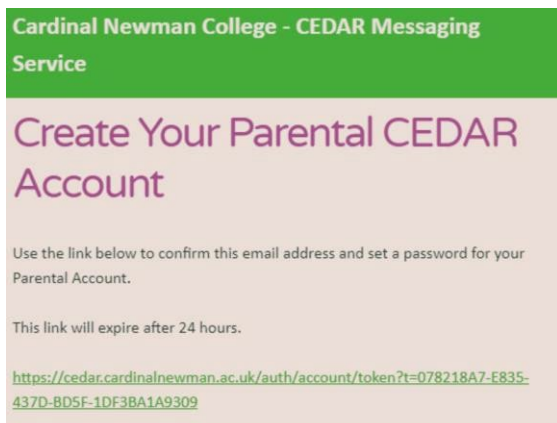 Cardinal Newman College - CEDAR Messaging
Service
Create Your Parental CEDAR
Account
Use the link below to confirm this email address and set a password for your
Parental Account.
This link will expire after 24 hours.
https://cedar.cardinalnewman.ac.uk/auth/account/token?t=078218A7-E835-
437D-BD5F-1DF3BA1A9309